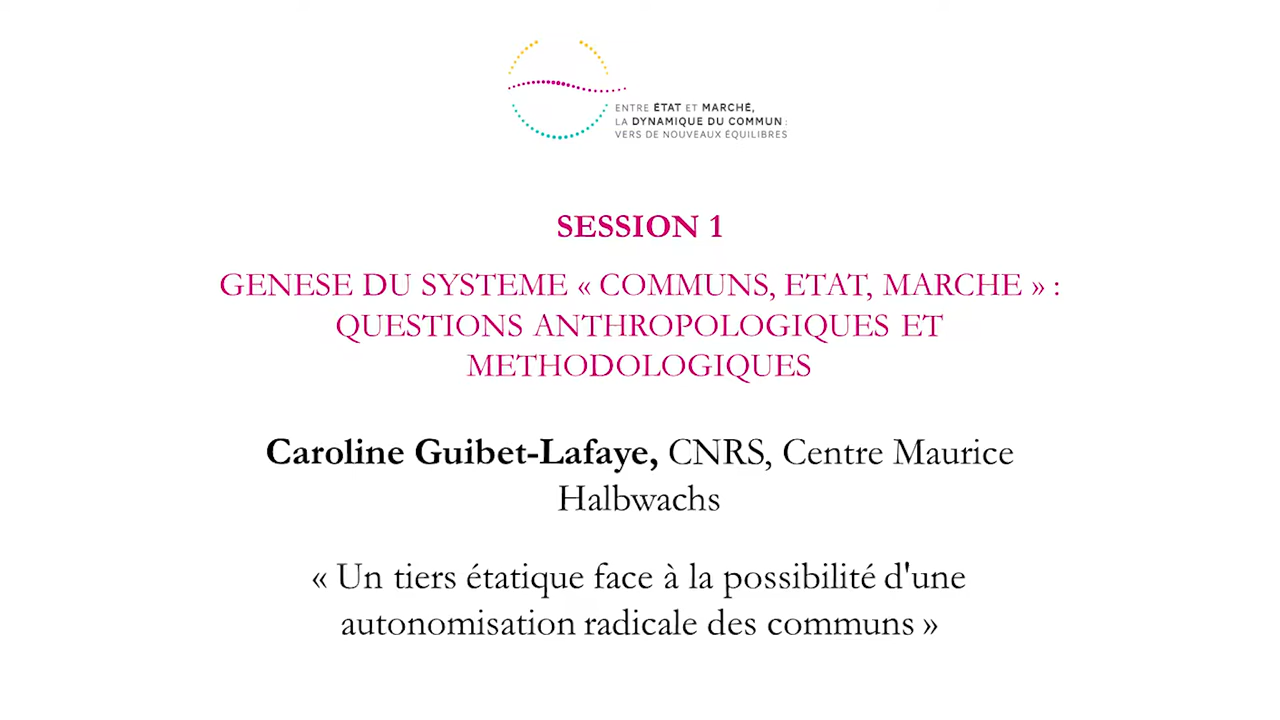 ENTRE ÉTAT ET MARCHÉ,
LA DYNAMIQUE DU COMMUN :
VERS DE NOUVEAUX ÉQUILIBRES
SESSION 1
GENESE DU SYSTEME « COMMUNS, ETAT, MARCHE » :
QUESTIONS ANTHROPOLOGIQUES ET
METHODOLOGIQUES
Caroline Guibet-Lafaye, CNRS, Centre Maurice
Halbwachs
« Un tiers étatique face à la possibilité d'une
autonomisation radicale des communs »